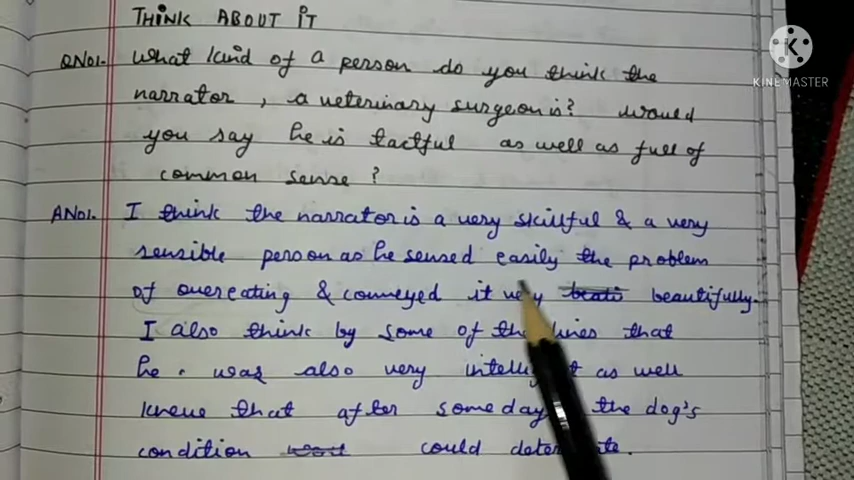 THINK ABOUT IT
QNO1- What kind of a person do you think the
narrator, a veterinary surgeon is? Would
you say he is tactful as well as full of
common sense?
ANO1. I think the narrator is a very skillful & a very
sensible person as he sensed easily the problem
of overeating & conveyed it very beautifully.
I also think by some of the lines that
he was also very intelligent as well
knew that after some day the dog's
condition could deteriorate.
K
KINEMASTER